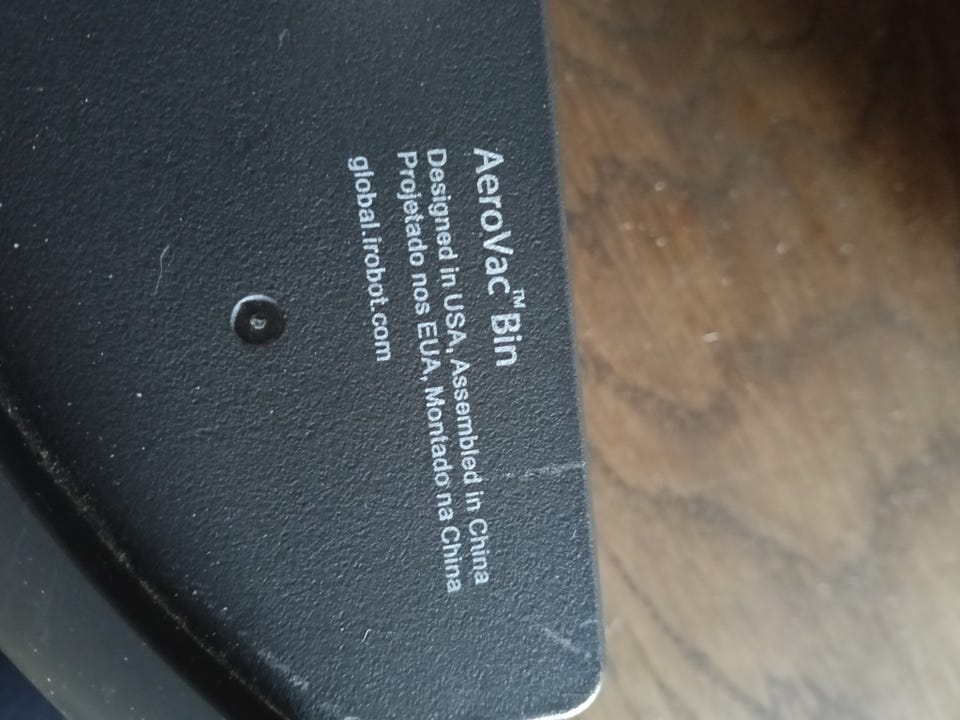 AeroVac™ Bin
Designed in USA, Assembled in China
Projetado nos EUA, Montado na China
global.irobot.com